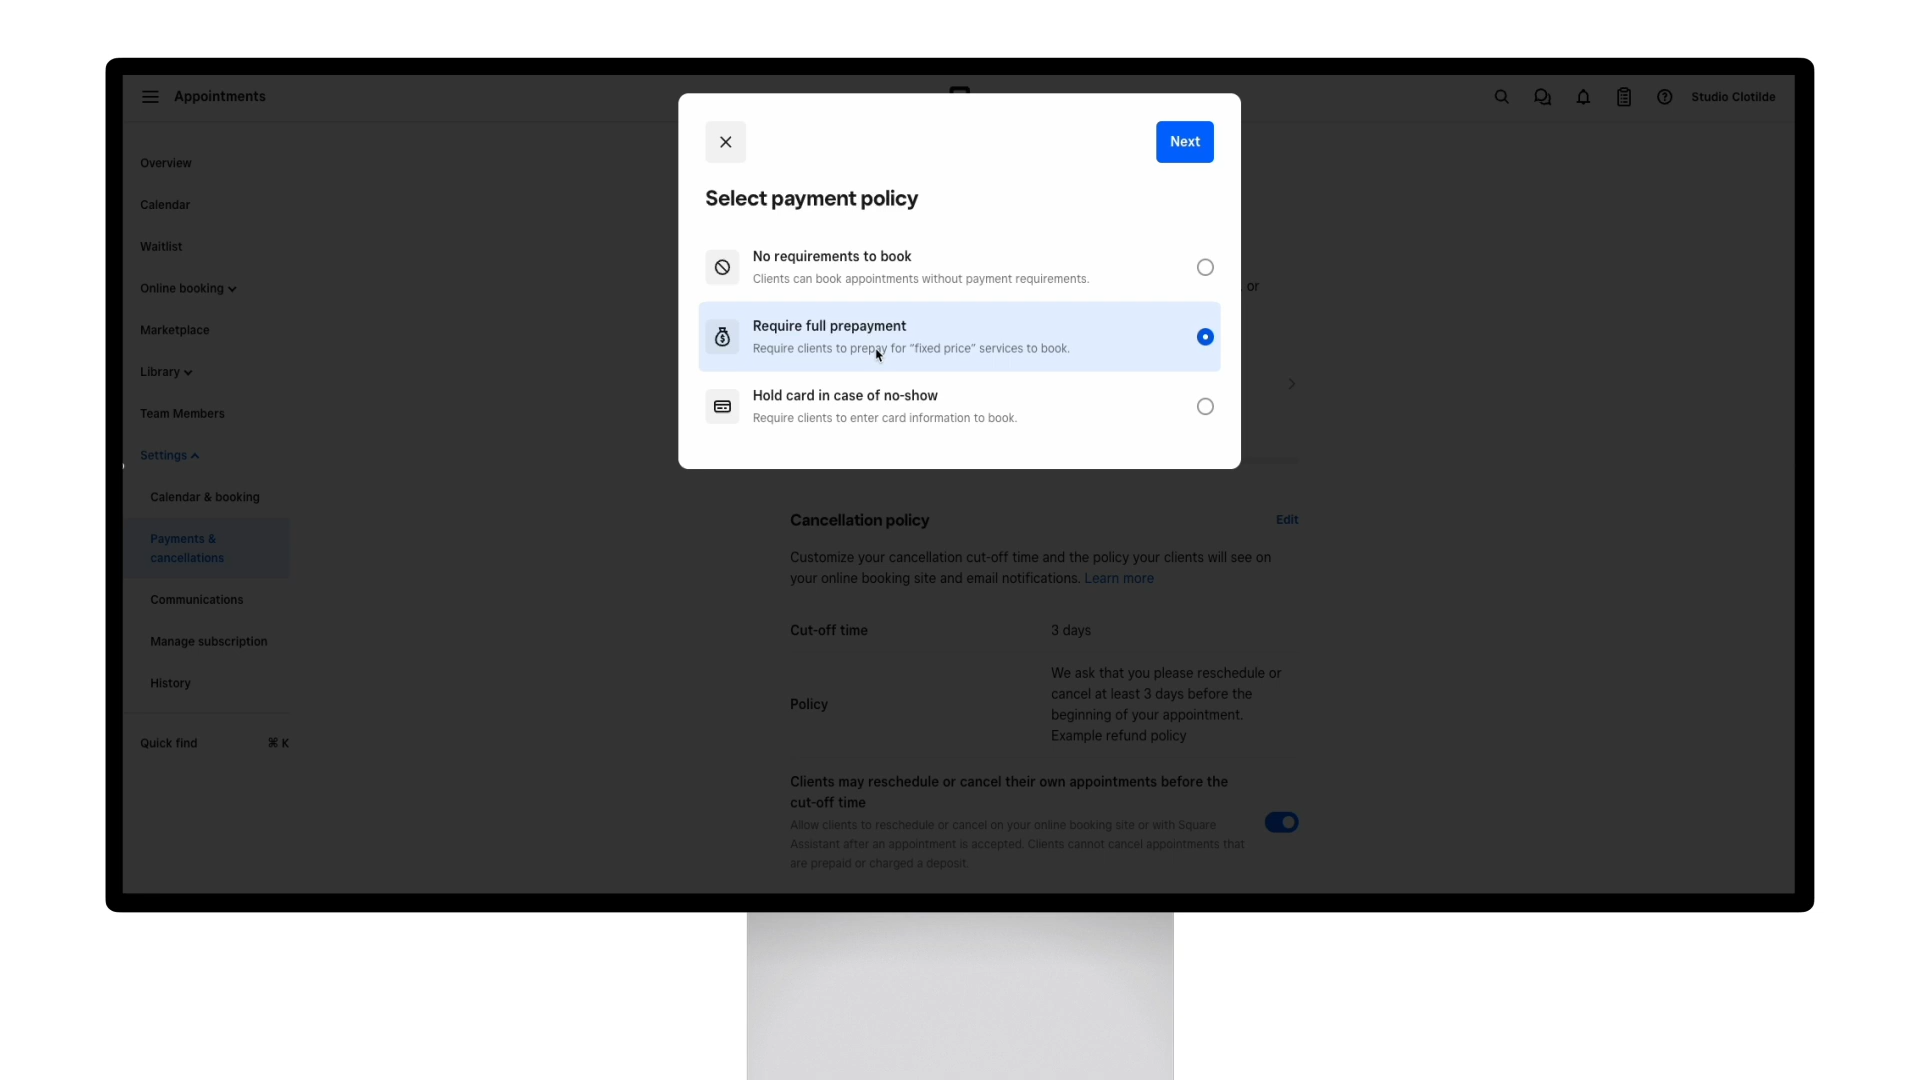 Appointments
Studio Clotilde
Overview
Calendar
Waitlist
Online booking
Marketplace
Library
Team Members
Settings
Calendar & booking
Payments &
cancellations
Communications
Manage subscription
History
Quick find ⌘ K
Next
Select payment policy
No requirements to book
Clients can book appointments without payment requirements.
Require full prepayment
Require clients to prepay for "fixed price" services to book.
Hold card in case of no-show
Require clients to enter card information to book.
or
Cancellation policy Edit
Customize your cancellation cut-off time and the policy your clients will see on
your online booking site and email notifications. Learn more
Cut-off time 3 days
Policy
We ask that you please reschedule or
cancel at least 3 days before the
beginning of your appointment.
Example refund policy
Clients may reschedule or cancel their own appointments before the
cut-off time
Allow clients to reschedule or cancel on your online booking site or with Square
Assistant after an appointment is accepted. Clients cannot cancel appointments that
are prepaid or charged a deposit.